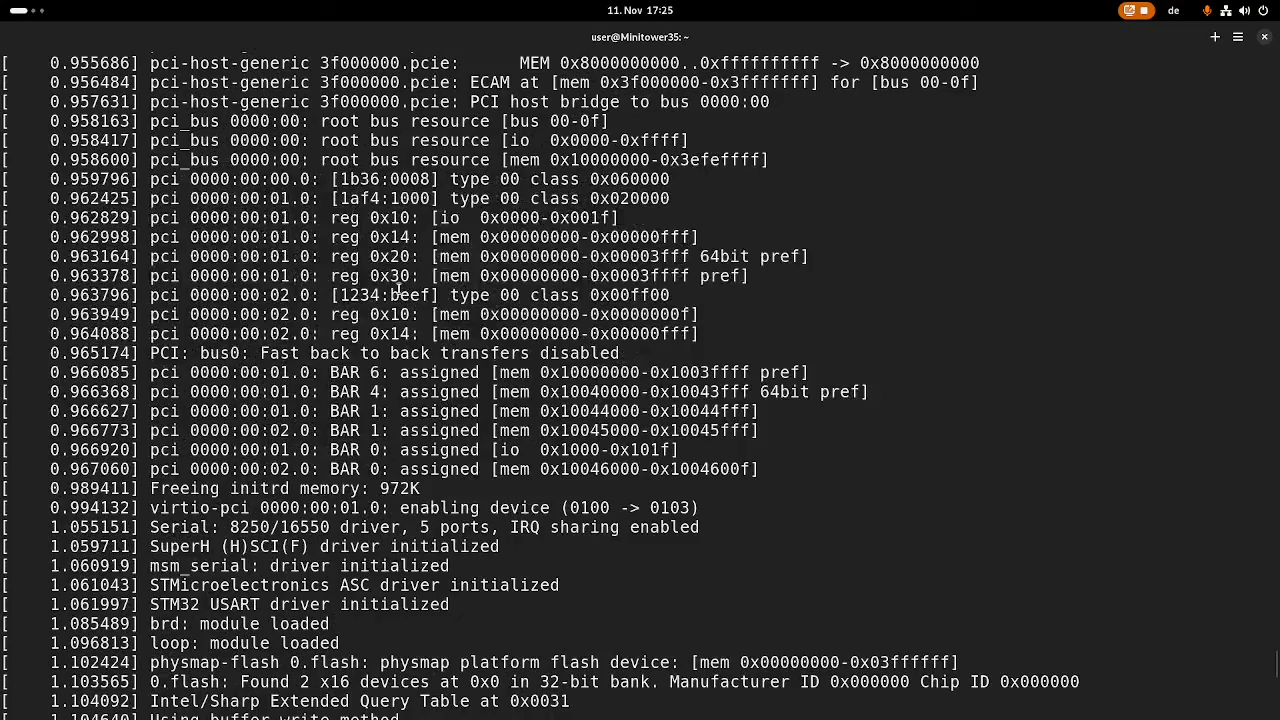 11. Nov 17:25
de
user@Minitower35: ~
[    0.955686] pci-host-generic 3f000000.pcie:      MEM 0x8000000000..0xffffffffff -> 0x8000000000
[    0.956484] pci-host-generic 3f000000.pcie: ECAM at [mem 0x3f000000-0x3fffffff] for [bus 00-0f]
[    0.957631] pci-host-generic 3f000000.pcie: PCI host bridge to bus 0000:00
[    0.958163] pci_bus 0000:00: root bus resource [bus 00-0f]
[    0.958417] pci_bus 0000:00: root bus resource [io  0x0000-0xffff]
[    0.958600] pci_bus 0000:00: root bus resource [mem 0x10000000-0x3efeffff]
[    0.959796] pci 0000:00:00.0: [1b36:0008] type 00 class 0x060000
[    0.962425] pci 0000:00:01.0: [1af4:1000] type 00 class 0x020000
[    0.962829] pci 0000:00:01.0: reg 0x10: [io  0x0000-0x001f]
[    0.962998] pci 0000:00:01.0: reg 0x14: [mem 0x00000000-0x00000fff]
[    0.963164] pci 0000:00:01.0: reg 0x20: [mem 0x00000000-0x00003fff 64bit pref]
[    0.963378] pci 0000:00:01.0: reg 0x30: [mem 0x00000000-0x0003ffff pref]
[    0.963796] pci 0000:00:02.0: [1234:beef] type 00 class 0x00ff00
[    0.963949] pci 0000:00:02.0: reg 0x10: [mem 0x00000000-0x0000000f]
[    0.964088] pci 0000:00:02.0: reg 0x14: [mem 0x00000000-0x00000fff]
[    0.965174] PCI: bus0: Fast back to back transfers disabled
[    0.966085] pci 0000:00:01.0: BAR 6: assigned [mem 0x10000000-0x1003ffff pref]
[    0.966368] pci 0000:00:01.0: BAR 4: assigned [mem 0x10040000-0x10043fff 64bit pref]
[    0.966627] pci 0000:00:01.0: BAR 1: assigned [mem 0x10044000-0x10044fff]
[    0.966773] pci 0000:00:02.0: BAR 1: assigned [mem 0x10045000-0x10045fff]
[    0.966920] pci 0000:00:01.0: BAR 0: assigned [io  0x1000-0x101f]
[    0.967060] pci 0000:00:02.0: BAR 0: assigned [mem 0x10046000-0x1004600f]
[    0.989411] Freeing initrd memory: 972K
[    0.994132] virtio-pci 0000:00:01.0: enabling device (0100 -> 0103)
[    1.055151] Serial: 8250/16550 driver, 5 ports, IRQ sharing enabled
[    1.059711] SuperH (H)SCI(F) driver initialized
[    1.060919] msm_serial: driver initialized
[    1.061043] STMicroelectronics ASC driver initialized
[    1.061997] STM32 USART driver initialized
[    1.085489] brd: module loaded
[    1.096813] loop: module loaded
[    1.102424] physmap-flash 0.flash: physmap platform flash device: [mem 0x00000000-0x03ffffff]
[    1.103565] 0.flash: Found 2 x16 devices at 0x0 in 32-bit bank. Manufacturer ID 0x000000 Chip ID 0x000000
[    1.104092] Intel/Sharp Extended Query Table at 0x0031
[    1.104640] Using buffer write method